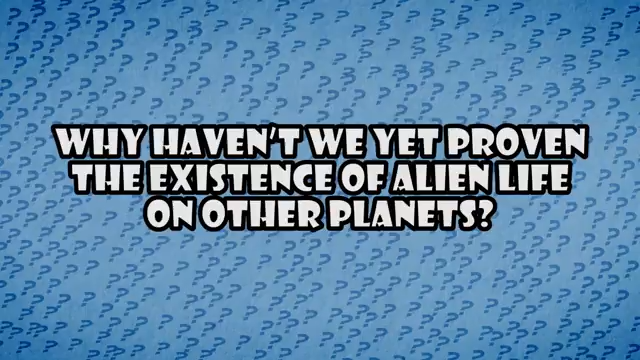 WHY HAVEN'T WE YET PROVEN
THE EXISTENCE OF ALIEN LIFE
ON OTHER PLANETS?